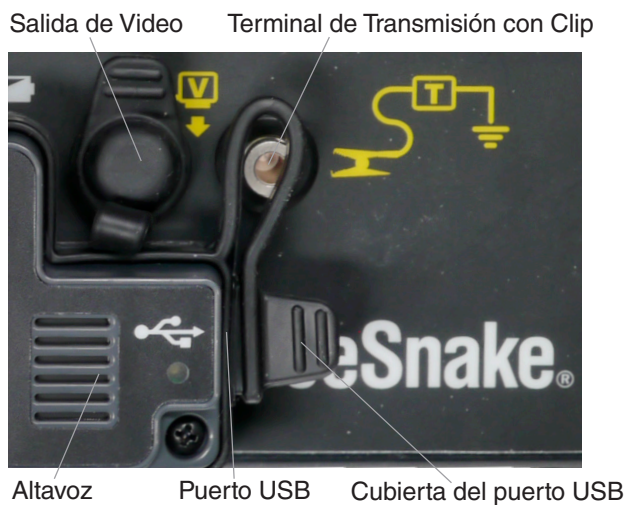 Salida de Video
Terminal de Transmisión con Clip
V
T
eSnake®
Altavoz
Puerto USB
Cubierta del puerto USB